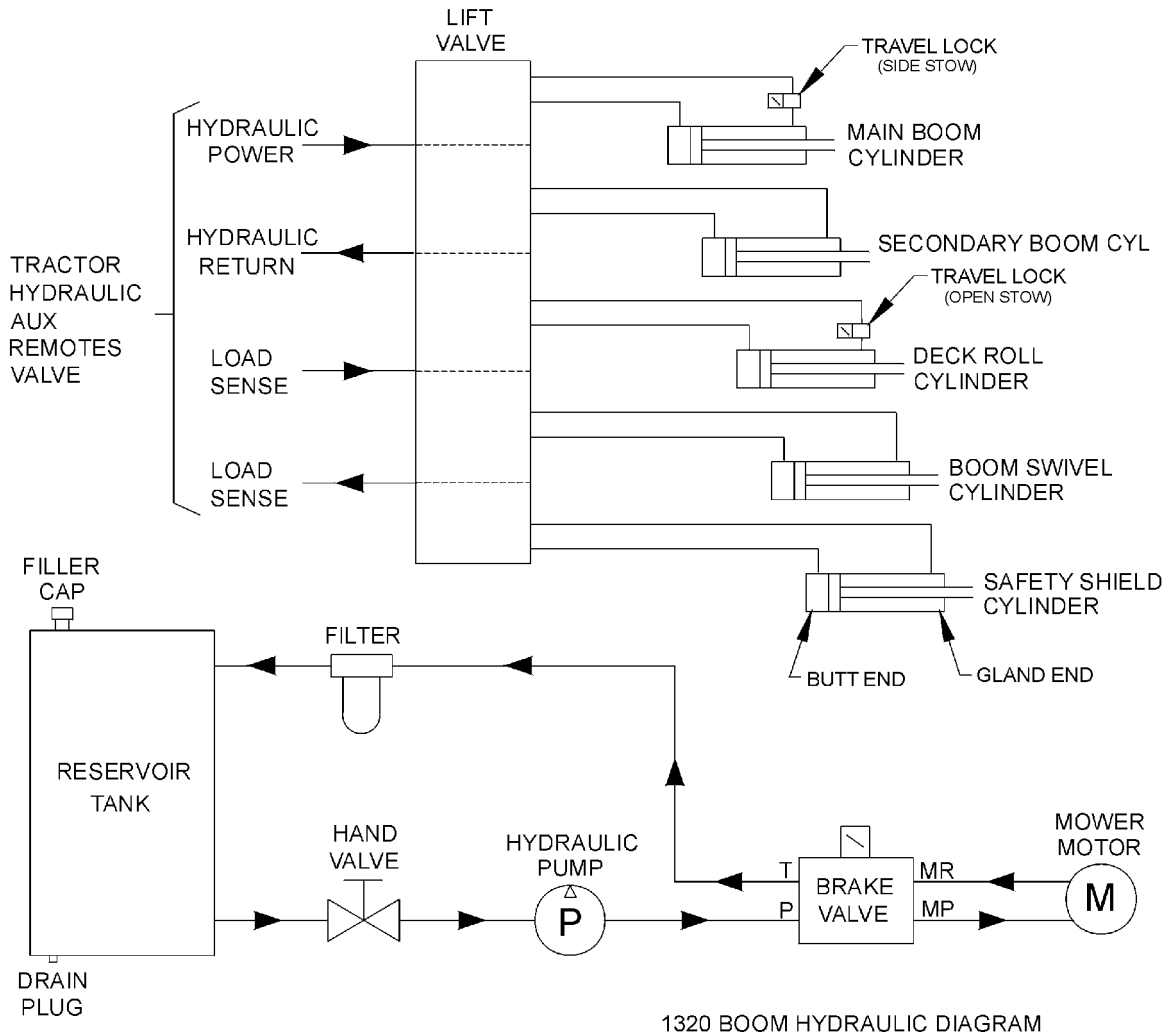 LIFT
VALVE
TRAVEL LOCK
(SIDE STOW)
HYDRAULIC
POWER
MAIN BOOM
CYLINDER
HYDRAULIC
RETURN
SECONDARY BOOM CYL
TRACTOR
HYDRAULIC
AUX
REMOTES
VALVE
TRAVEL LOCK
(OPEN STOW)
LOAD
SENSE
DECK ROLL
CYLINDER
LOAD
SENSE
BOOM SWIVEL
CYLINDER
SAFETY SHIELD
CYLINDER
BUTT END
GLAND END
FILLER
CAP
FILTER
RESERVOIR
TANK
HAND
VALVE
HYDRAULIC
PUMP
P
T
P
BRAKE
VALVE
MR
MP
MOWER
MOTOR
M
DRAIN
PLUG
1320 BOOM HYDRAULIC DIAGRAM